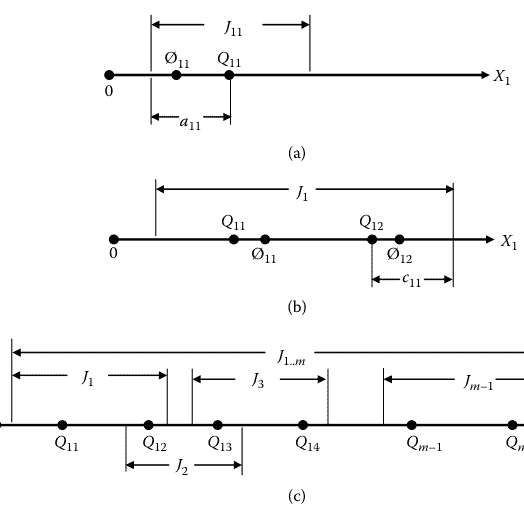 J₁₁
Ø₁₁ Q₁₁
0 X₁
a₁₁
(a)
J₁
Q₁₁ Q₁₂
0 Ø₁₁ Ø₁₂ X₁
c₁₁
(b)
J₁..ₘ
J₁ J₃ Jₘ₋₁
Q₁₁ Q₁₂ Q₁₃ Q₁₄ Qₘ₋₁ Qₘ
J₂
(c)